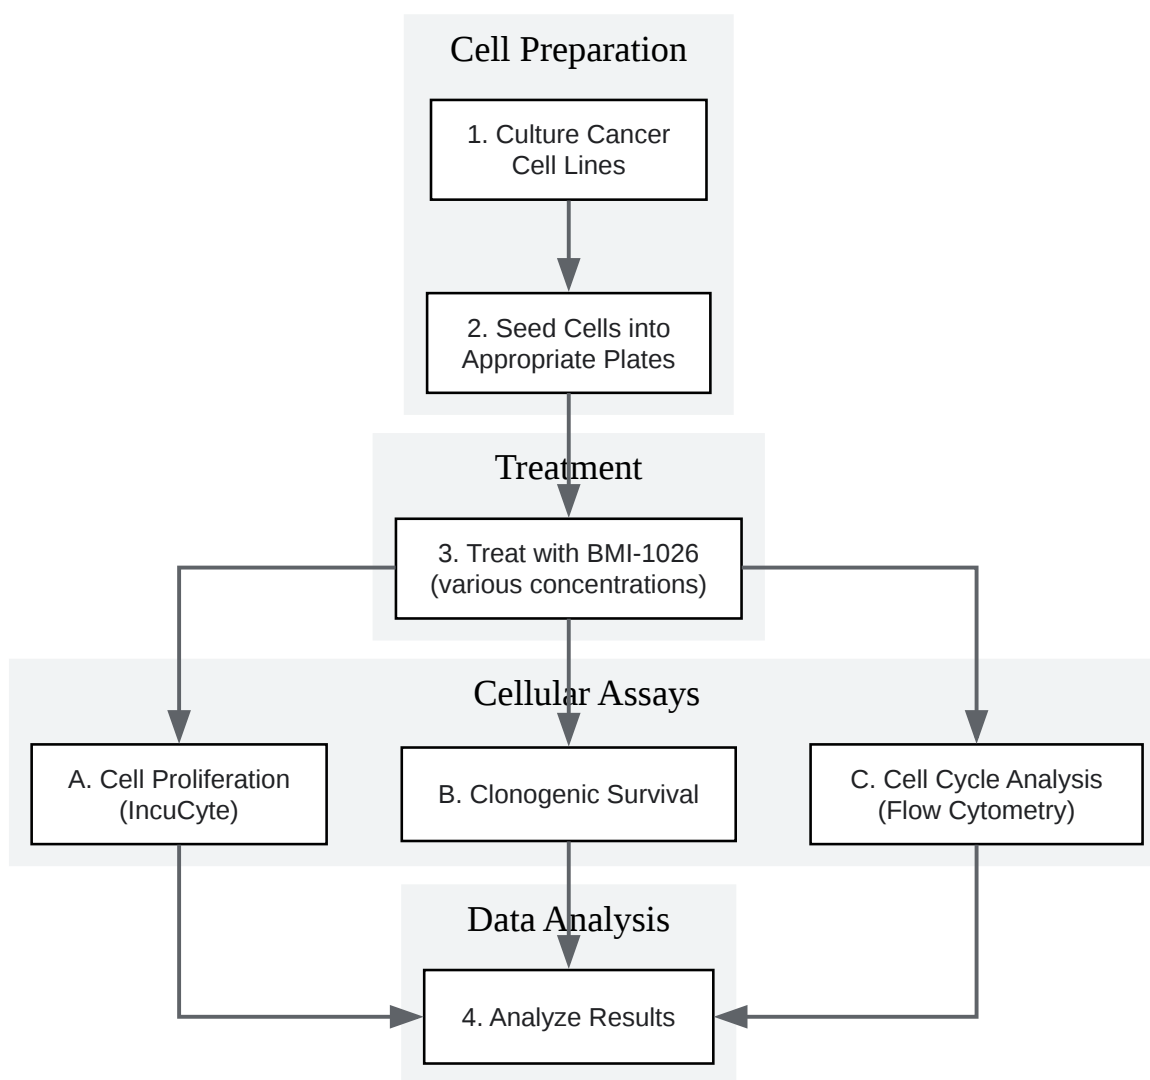 Cell Preparation
1. Culture Cancer
Cell Lines
2. Seed Cells into
Appropriate Plates
Treatment
3. Treat with BMI-1026
(various concentrations)
Cellular Assays
A. Cell Proliferation
(IncuCyte)
B. Clonogenic Survival
C. Cell Cycle Analysis
(Flow Cytometry)
Data Analysis
4. Analyze Results